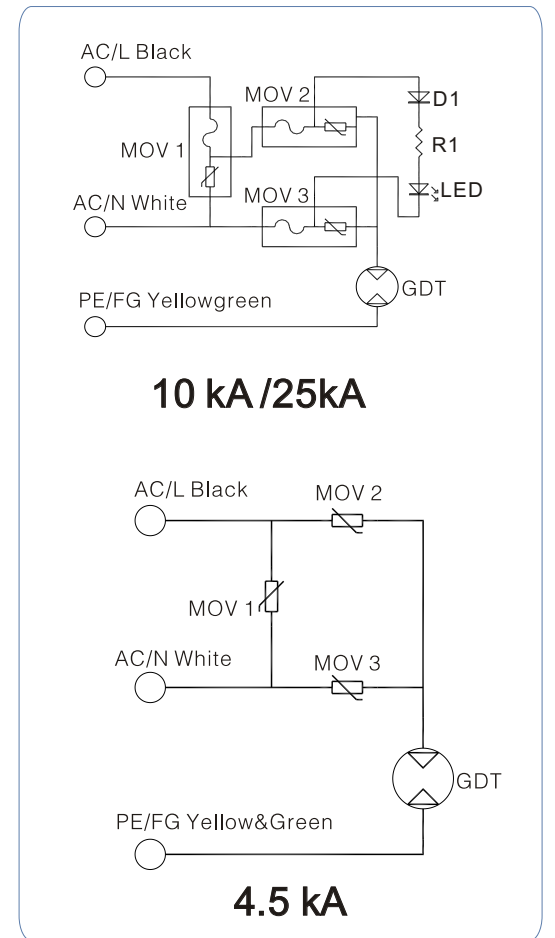 AC/L Black
MOV 2
D1
MOV 1
R1
MOV 3
LED
AC/N White
GDT
PE/FG Yellowgreen
10 kA /25kA
AC/L Black
MOV 2
MOV 1
AC/N White
MOV 3
GDT
PE/FG Yellow&Green
4.5 kA